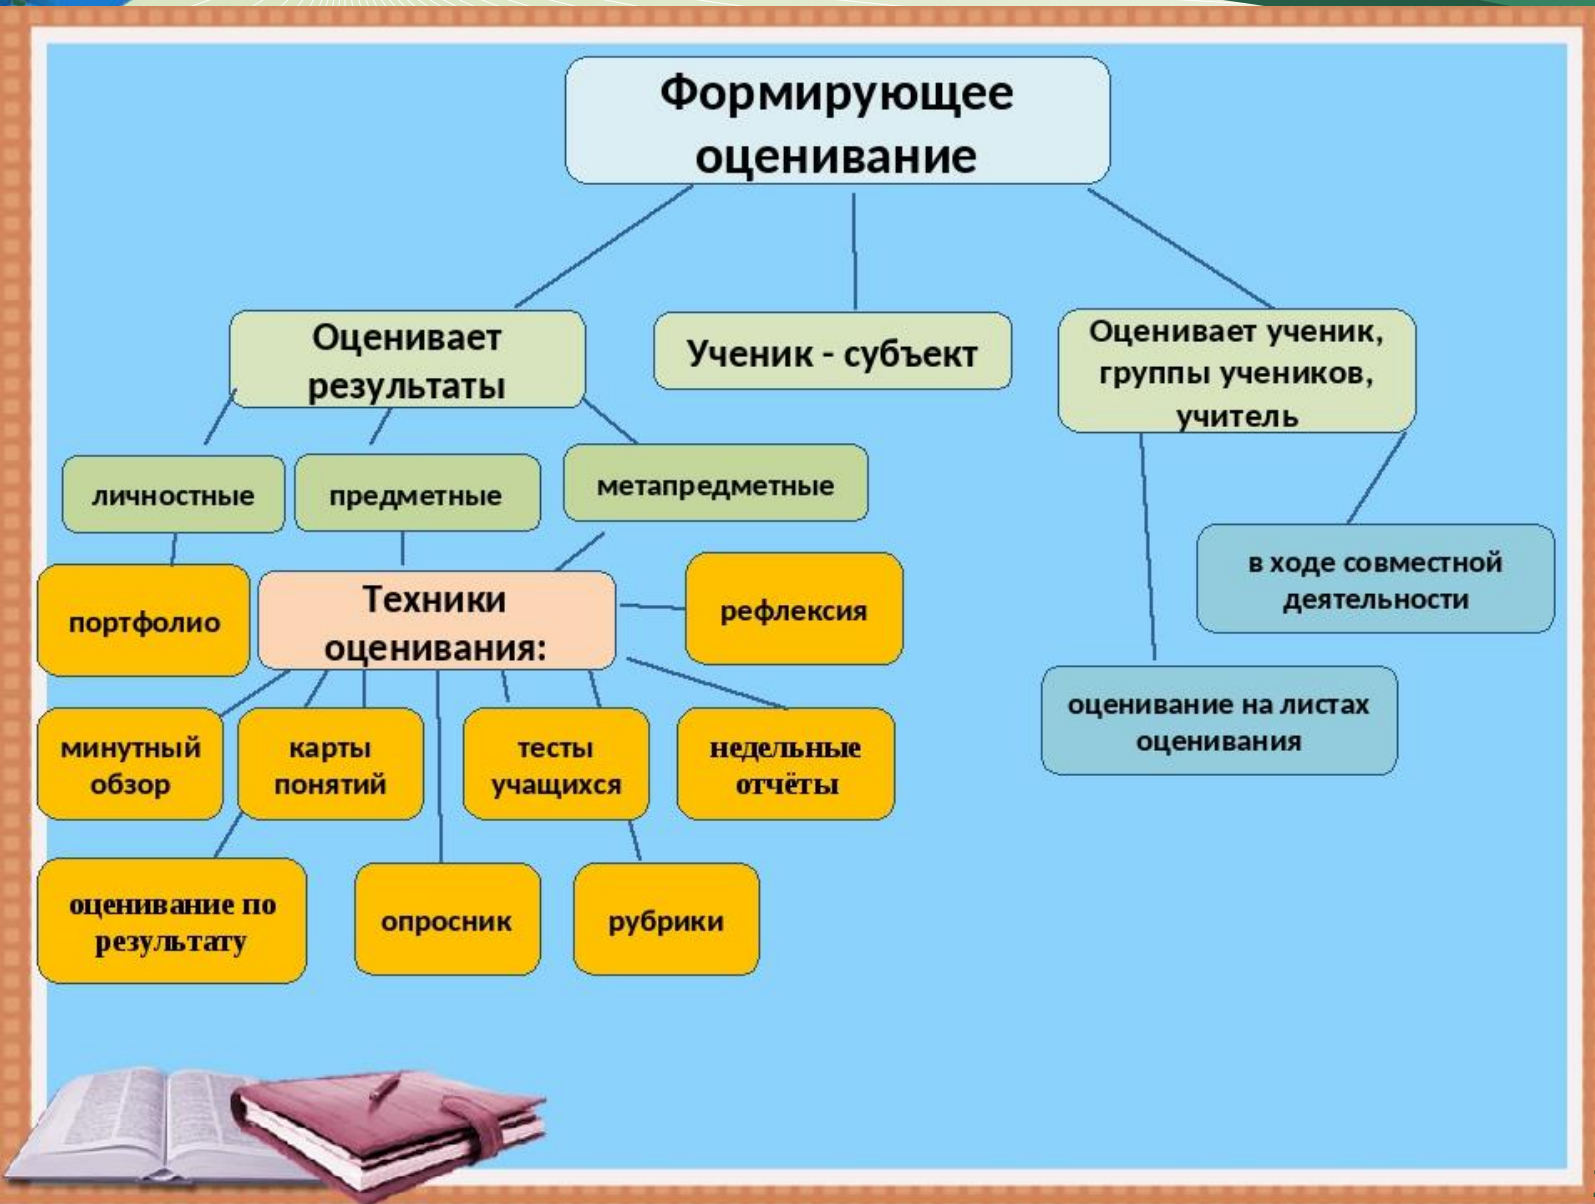 Формирующее
оценивание
Оценивает
результаты
Ученик - субъект
Оценивает ученик,
группы учеников,
учитель
личностные
предметные
метапредметные
в ходе совместной
деятельности
портфолио
Техники
оценивания:
рефлексия
оценивание на листах
оценивания
минутный
обзор
карты
понятий
тесты
учащихся
недельные
отчёты
оценивание по
результату
опросник
рубрики